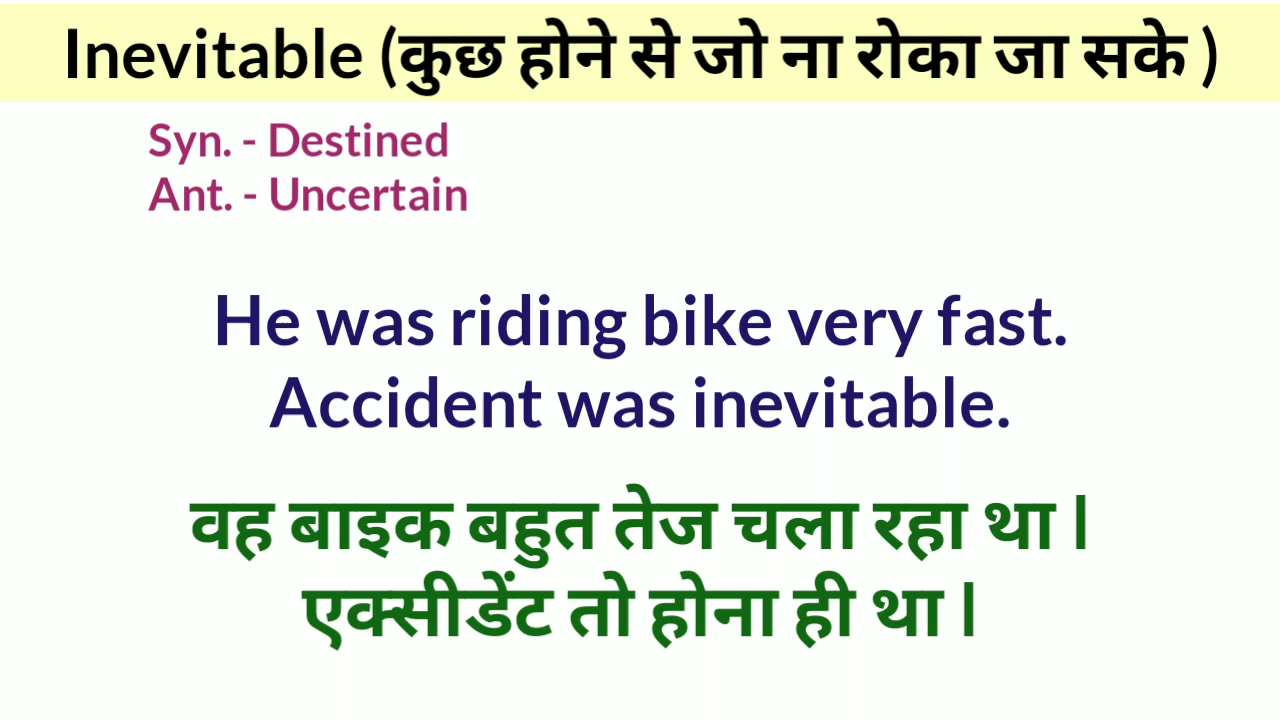 Inevitable (कुछ होने से जो ना रोका जा सके )
Syn. - Destined
Ant. - Uncertain
He was riding bike very fast.
Accident was inevitable.
वह बाइक बहुत तेज चला रहा था l
एक्सीडेंट तो होना ही था l